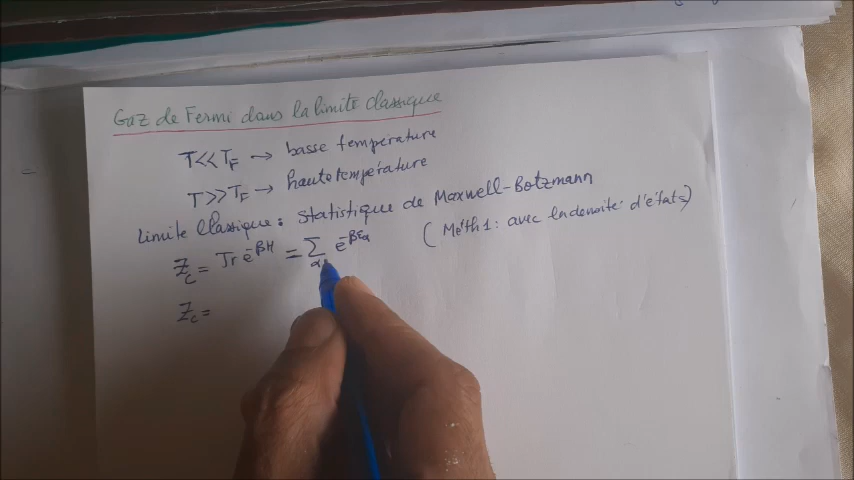 Gaz de Fermi dans la limite classique
T << T_F → basse température
T >> T_F → haute température
Limite classique : Statistique de Maxwell-Botzmann
(Méth 1 : avec la densité d'états)
Z_c = Tr e^{-βH} = Σ_α e^{-βε_α}
Z_c =